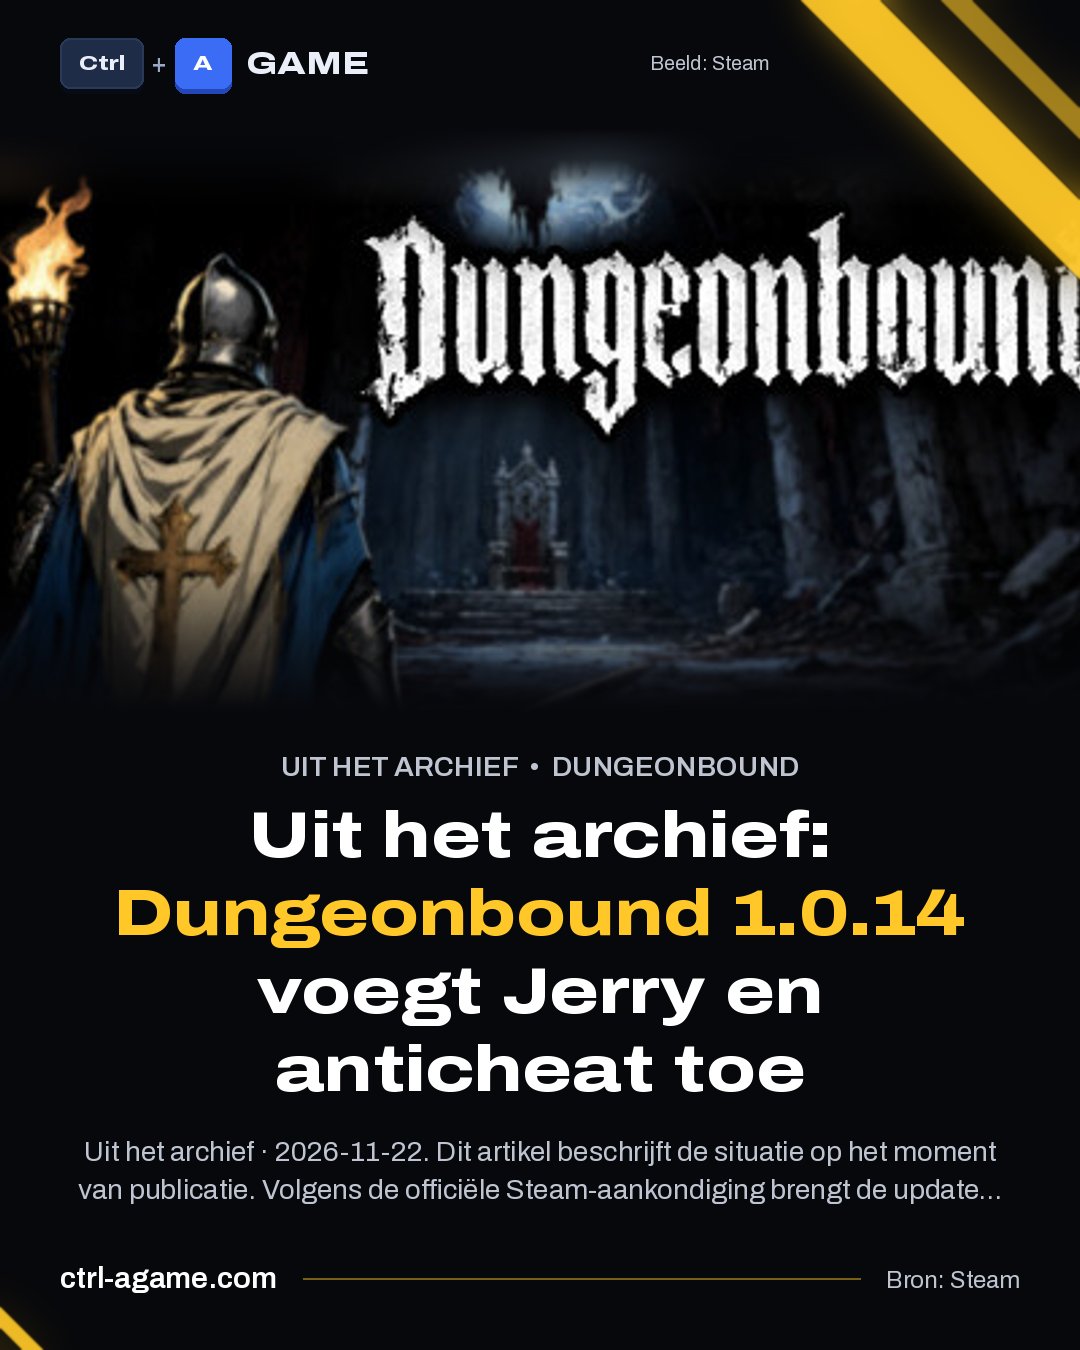 Ctrl + A GAME
Beeld: Steam
Dungeonbound
UIT HET ARCHIEF • DUNGEONBOUND
Uit het archief:
Dungeonbound 1.0.14
voegt Jerry en
anticheat toe
Uit het archief · 2026-11-22. Dit artikel beschrijft de situatie op het moment
van publicatie. Volgens de officiële Steam-aankondiging brengt de update...
ctrl-agame.com
Bron: Steam